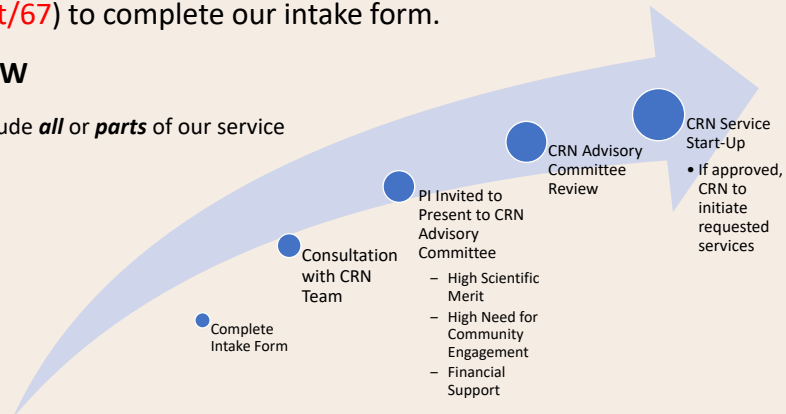 t/67) to complete our intake form.
W
ude all or parts of our service
CRN Service
Start-Up
• If approved,
CRN to
initiate
requested
services
CRN Advisory
Committee
Review
PI Invited to
Present to CRN
Advisory
Committee
– High Scientific
Merit
– High Need for
Community
Engagement
– Financial
Support
Consultation
with CRN
Team
Complete
Intake Form